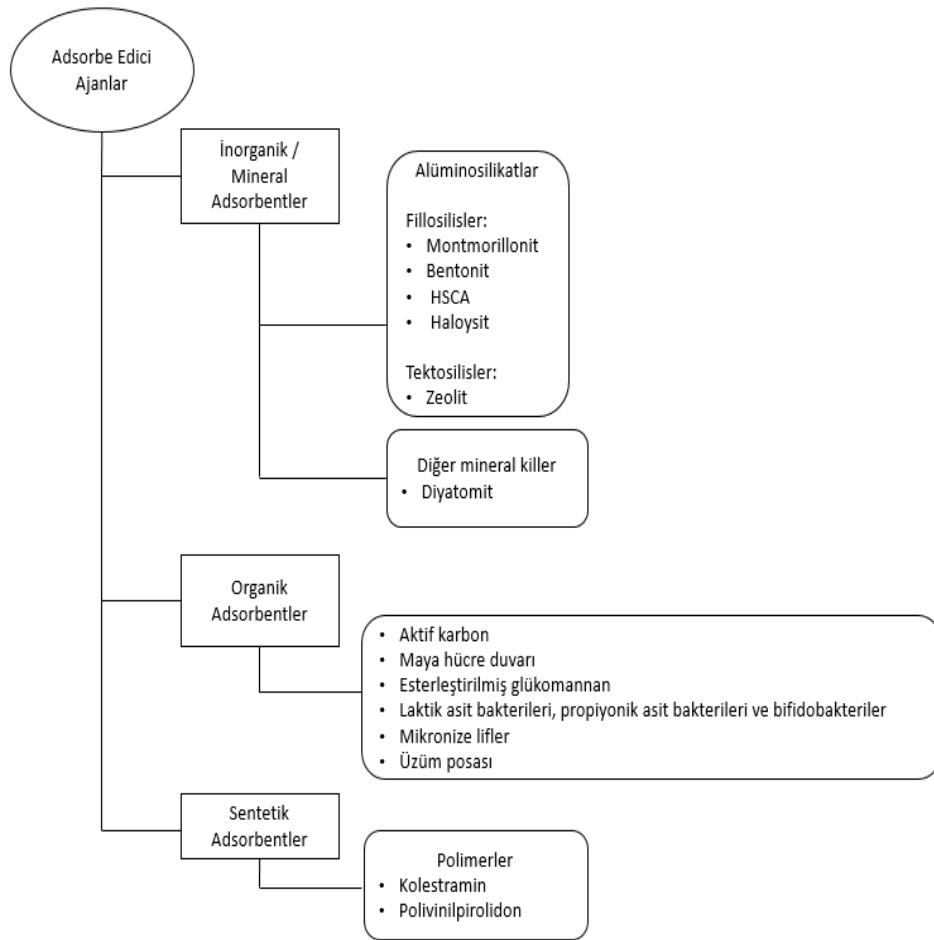 Adsorbe Edici
Ajanlar
İnorganik /
Mineral
Adsorbentler
Alüminosilikatlar
Fillosilisler:
• Montmorillonit
• Bentonit
• HSCA
• Haloysit
Tektosilisler:
• Zeolit
Diğer mineral killer
• Diyatomit
Organik
Adsorbentler
• Aktif karbon
• Maya hücre duvarı
• Esterleştirilmiş glükomannan
• Laktik asit bakterileri, propiyonik asit bakterileri ve bifidobakteriler
• Mikronize lifler
• Üzüm posası
Sentetik
Adsorbentler
Polimerler
• Kolestramin
• Polivinilpirolidon